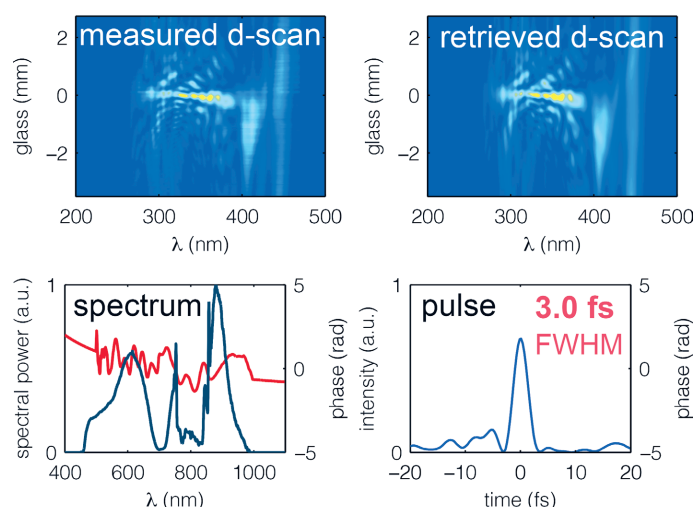 measured d-scan
glass (mm)
2
0
−2
200
300
400
500
λ (nm)
retrieved d-scan
glass (mm)
2
0
−2
200
300
400
500
λ (nm)
spectrum
spectral power (a.u.)
1
0
5
0
−5
phase (rad)
400
600
800
1000
λ (nm)
pulse
3.0 fs
FWHM
intensity (a.u.)
1
0
5
0
−5
phase (rad)
−20
−10
0
10
20
time (fs)